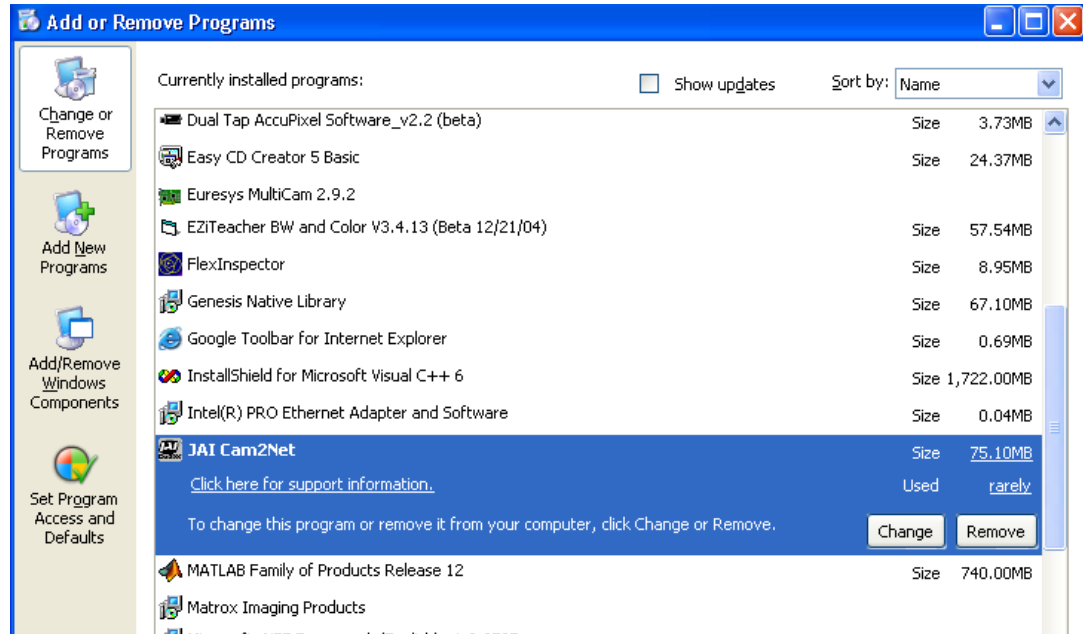 Add or Remove Programs
Change or
Remove
Programs
Add New
Programs
Add/Remove
Windows
Components
Set Program
Access and
Defaults
Currently installed programs:
Show updates
Sort by: Name
Dual Tap AccuPixel Software_v2.2 (beta) Size 3.73MB
Easy CD Creator 5 Basic Size 24.37MB
Euresys MultiCam 2.9.2
EZiTeacher BW and Color V3.4.13 (Beta 12/21/04) Size 57.54MB
FlexInspector Size 8.95MB
Genesis Native Library Size 67.10MB
Google Toolbar for Internet Explorer Size 0.69MB
InstallShield for Microsoft Visual C++ 6 Size 1,722.00MB
Intel(R) PRO Ethernet Adapter and Software Size 0.04MB
JAI Cam2Net Size 75.10MB
Click here for support information. Used rarely
To change this program or remove it from your computer, click Change or Remove. Change Remove
MATLAB Family of Products Release 12 Size 740.00MB
Matrox Imaging Products